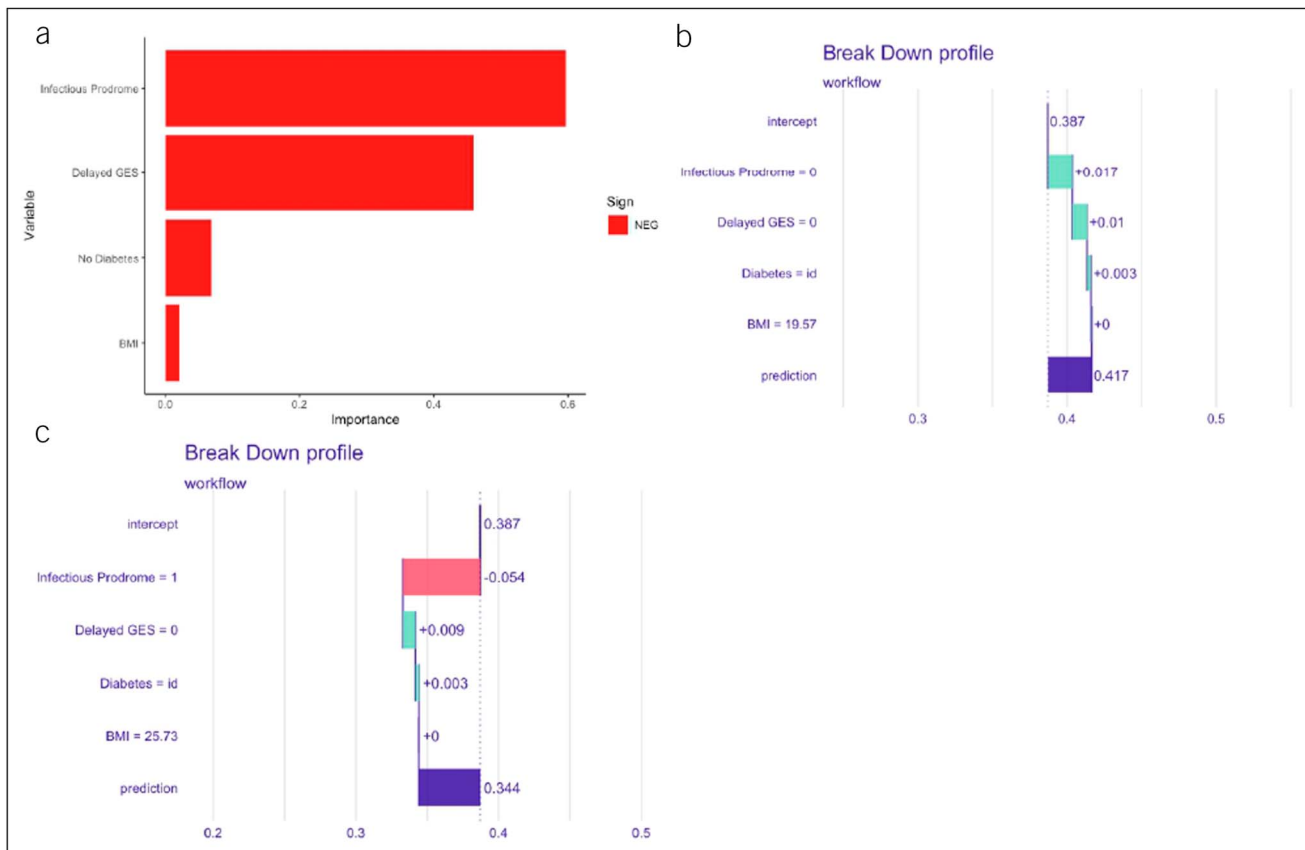 a
Infectious Prodrome
Delayed GES
No Diabetes
BMI
Variable
0.0 0.2 0.4 0.6
Importance
Sign
NEG
b
Break Down profile
workflow
intercept 0.387
Infectious Prodrome = 0 +0.017
Delayed GES = 0 +0.01
Diabetes = id +0.003
BMI = 19.57 +0
prediction 0.417
0.3 0.4 0.5
c
Break Down profile
workflow
intercept 0.387
Infectious Prodrome = 1 -0.054
Delayed GES = 0 +0.009
Diabetes = id +0.003
BMI = 25.73 +0
prediction 0.344
0.2 0.3 0.4 0.5